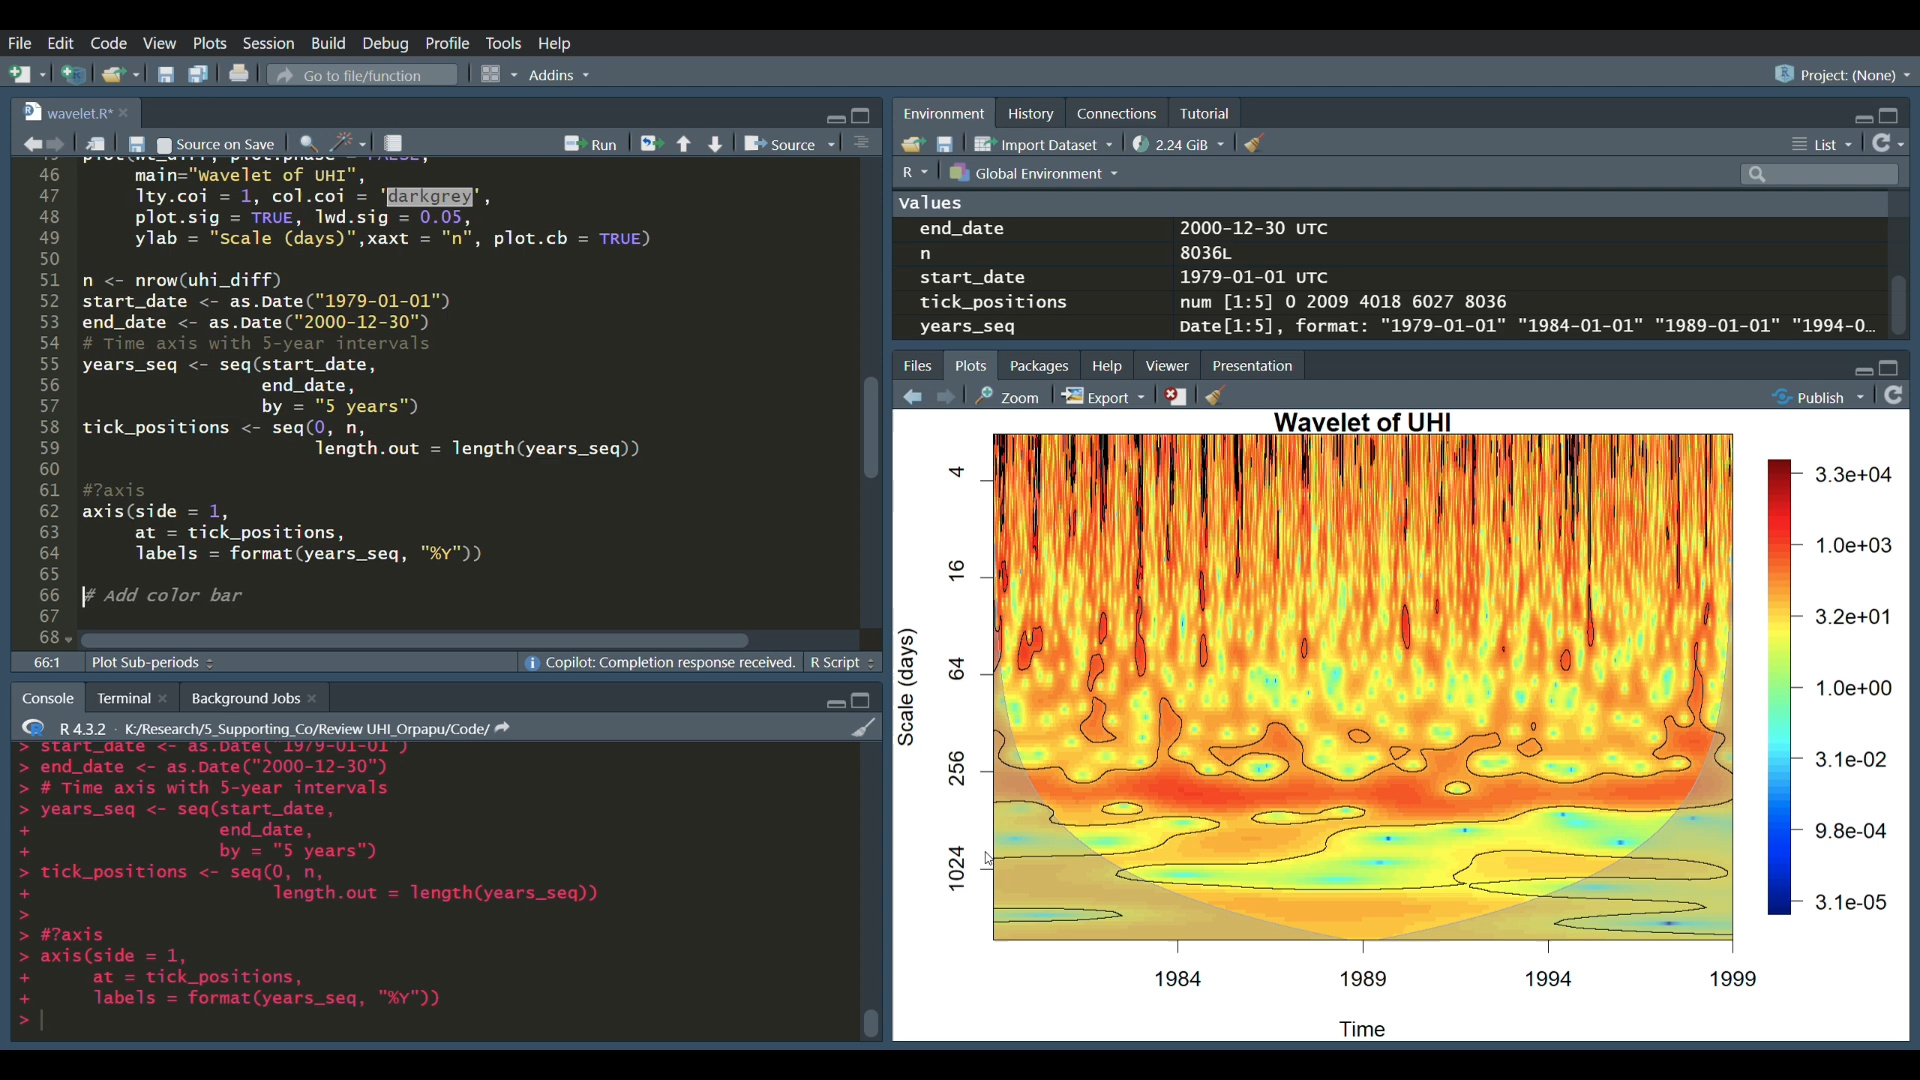 File Edit Code View Plots Session Build Debug Profile Tools Help
Go to file/function Addins Project: (None)
wavelet.R*
Source on Save Run Source
46 main="Wavelet of UHI",
47 lty.coi = 1, col.coi = 'darkgrey',
48 plot.sig = TRUE, lwd.sig = 0.05,
49 ylab = "Scale (days)",xaxt = "n", plot.cb = TRUE)
50
51 n <- nrow(uhi_diff)
52 start_date <- as.Date("1979-01-01")
53 end_date <- as.Date("2000-12-30")
54 # Time axis with 5-year intervals
55 years_seq <- seq(start_date,
56 end_date,
57 by = "5 years")
58 tick_positions <- seq(0, n,
59 length.out = length(years_seq))
60
61 #?axis
62 axis(side = 1,
63 at = tick_positions,
64 labels = format(years_seq, "%Y"))
65
66 # Add color bar
67
68
66:1 Plot Sub-periods Copilot: Completion response received. R Script
Console Terminal Background Jobs
R 4.3.2 · K:/Research/5_Supporting_Co/Review UHI_Orpapu/Code/
> start_date <- as.Date("1979-01-01")
> end_date <- as.Date("2000-12-30")
> # Time axis with 5-year intervals
> years_seq <- seq(start_date,
+ end_date,
+ by = "5 years")
> tick_positions <- seq(0, n,
+ length.out = length(years_seq))
>
> #?axis
> axis(side = 1,
+ at = tick_positions,
+ labels = format(years_seq, "%Y"))
>
Environment History Connections Tutorial
Import Dataset 2.24 GiB List
R Global Environment
Values
end_date 2000-12-30 UTC
n 8036L
start_date 1979-01-01 UTC
tick_positions num [1:5] 0 2009 4018 6027 8036
years_seq Date[1:5], format: "1979-01-01" "1984-01-01" "1989-01-01" "1994-0...
Files Plots Packages Help Viewer Presentation
Zoom Export Publish
Wavelet of UHI
Scale (days)
4
16
64
256
1024
3.3e+04
1.0e+03
3.2e+01
1.0e+00
3.1e-02
9.8e-04
3.1e-05
1984 1989 1994 1999
Time